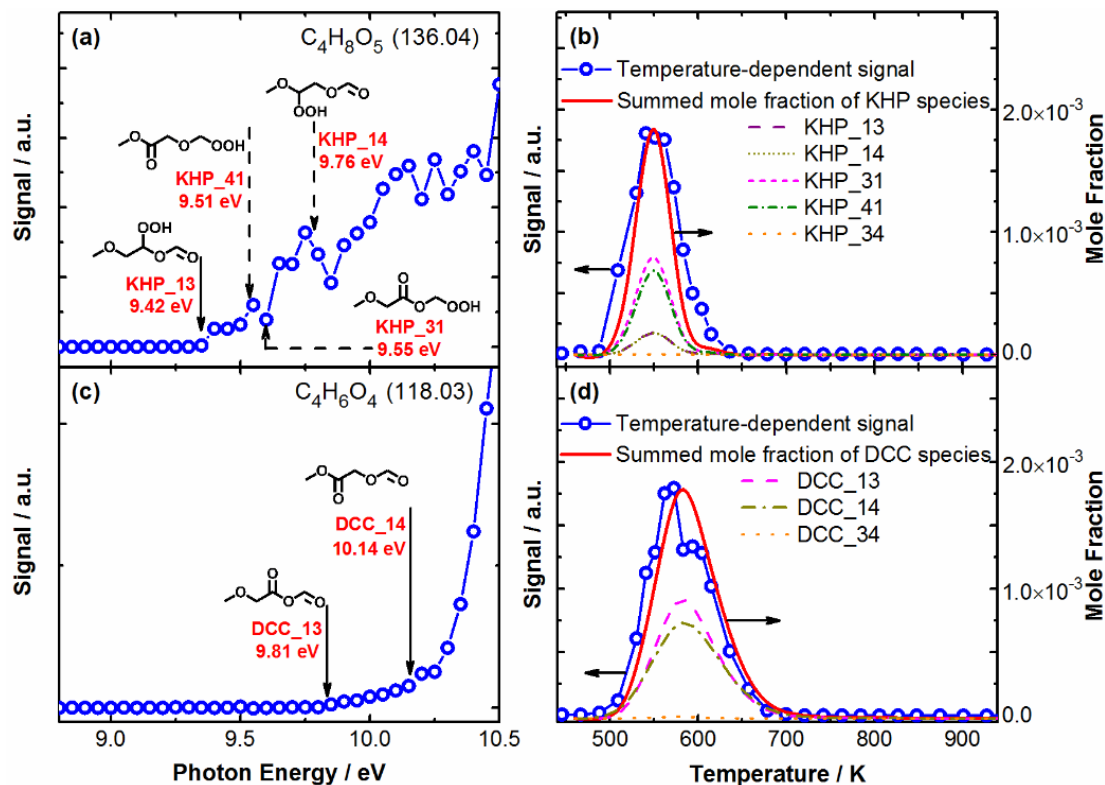 (a)
C4H8O5 (136.04)
O
O
O
OOH
KHP_14
9.76 eV
O
O
O
OOH
KHP_41
9.51 eV
OOH
O
O
O
KHP_13
9.42 eV
O
O
O
OOH
KHP_31
9.55 eV
Signal / a.u.
(b)
Temperature-dependent signal
Summed mole fraction of KHP species
KHP_13
KHP_14
KHP_31
KHP_41
KHP_34
Signal / a.u.
2.0×10-3
1.0×10-3
0.0
Mole Fraction
(c)
C4H6O4 (118.03)
O
O
O
O
DCC_14
10.14 eV
O
O
O
O
DCC_13
9.81 eV
Signal / a.u.
9.0
9.5
10.0
10.5
Photon Energy / eV
(d)
Temperature-dependent signal
Summed mole fraction of DCC species
DCC_13
DCC_14
DCC_34
Signal / a.u.
2.0×10-3
1.0×10-3
0.0
Mole Fraction
500
600
700
800
900
Temperature / K